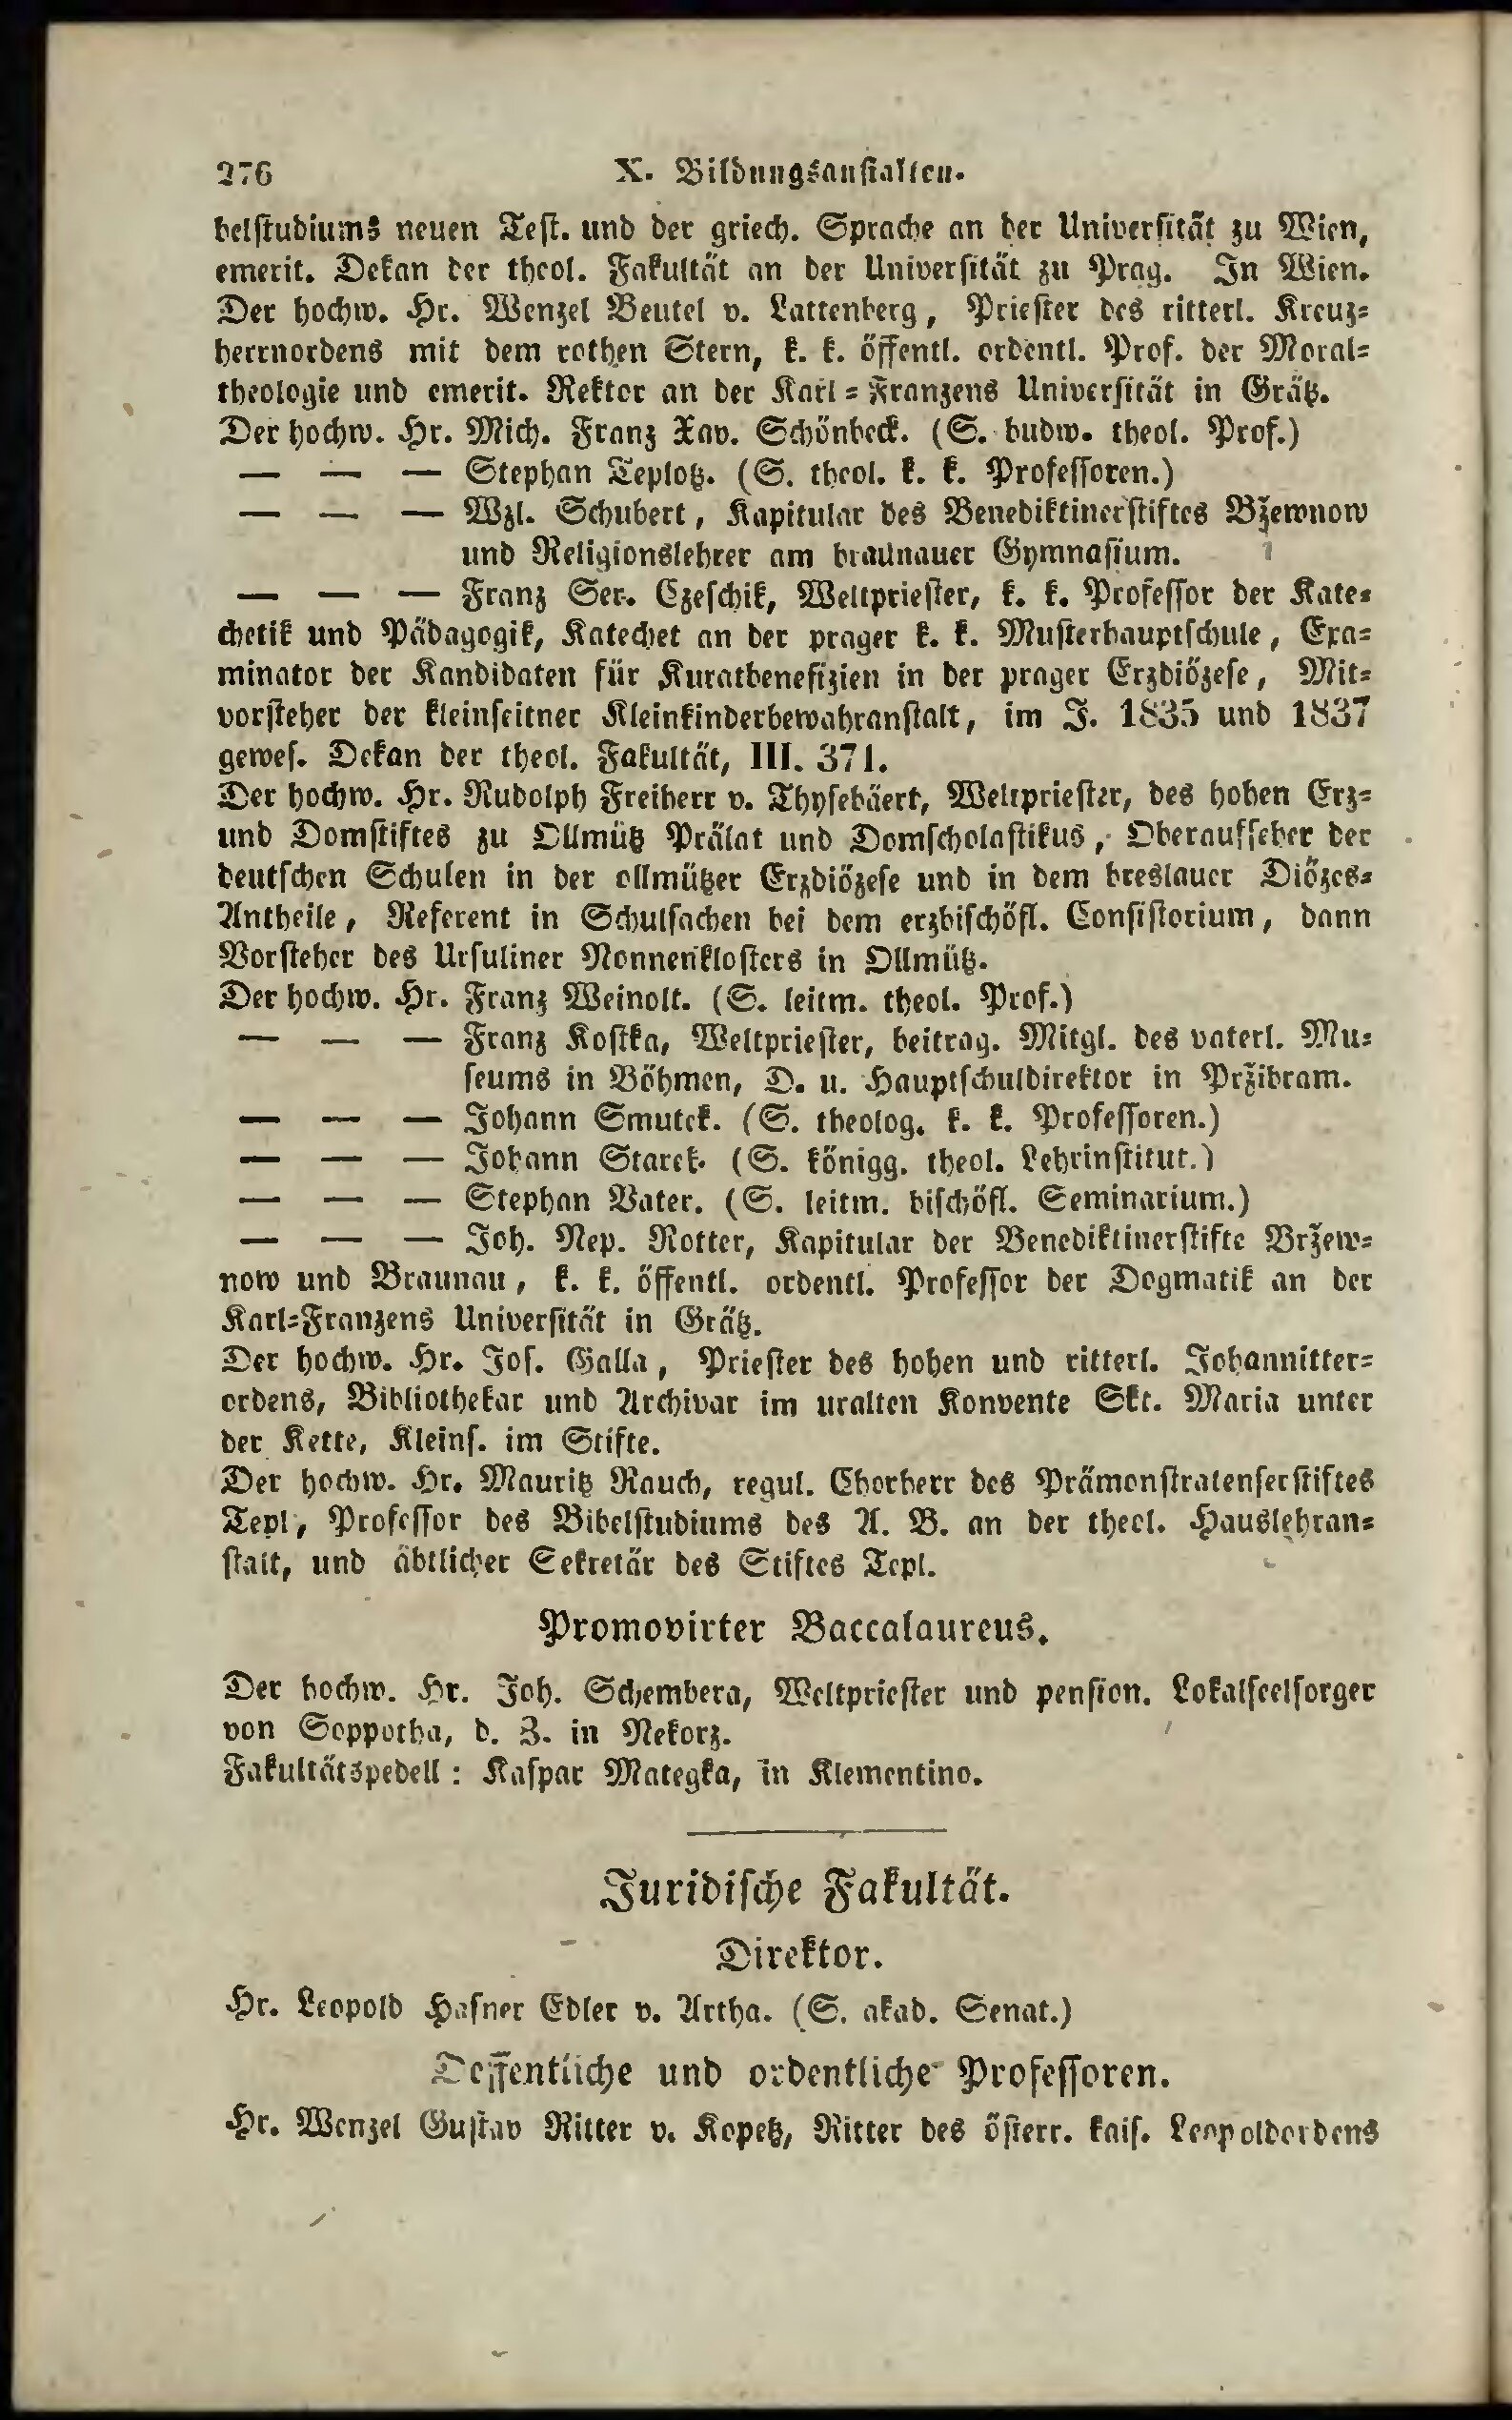 276 X. Bildungsanstalten.
belstudiums neuen Test. und der griech. Sprache an der Universität zu Wien,
emerit. Dekan der theol. Fakultät an der Universität zu Prag. In Wien.
Der hochw. Hr. Wenzel Beutel v. Lattenberg, Priester des ritterl. Kreuz=
herrnordens mit dem rothen Stern, k. k. öffentl. ordentl. Prof. der Moral=
theologie und emerit. Rektor an der Karl=Franzens Universität in Grätz.
Der hochw. Hr. Mich. Franz Xav. Schönbeck. (S. budw. theol. Prof.)
— — — Stephan Teplotz. (S. theol. k. k. Professoren.)
— — — Wzl. Schubert, Kapitular des Benediktinerstiftes Bžewnow
und Religionslehrer am braunauer Gymnasium.
— — — Franz Ser. Czeschik, Weltpriester, k. k. Professor der Kate=
chetik und Pädagogik, Katechet an der prager k. k. Musterhauptschule, Exa=
minator der Kandidaten für Kuratbenefizien in der prager Erzdiözese, Mit=
vorsteher der kleinseitner Kleinkinderbewahranstalt, im J. 1835 und 1837
gewes. Dekan der theol. Fakultät, III. 371.
Der hochw. Hr. Rudolph Freiherr v. Thysebäert, Weltpriester, des hohen Erz=
und Domstiftes zu Ollmütz Prälat und Domscholastikus, Oberaufseher der
deutschen Schulen in der ollmützer Erzdiözese und in dem breslauer Diözes=
Antheile, Referent in Schulsachen bei dem erzbischöfl. Consistorium, dann
Vorsteher des Ursuliner Nonnenklosters in Ollmütz.
Der hochw. Hr. Franz Weinolt. (S. leitm. theol. Prof.)
— — — Franz Kostka, Weltpriester, beitrag. Mitgl. des vaterl. Mu=
seums in Böhmen, D. u. Hauptschuldirektor in Pržibram.
— — — Johann Smutek. (S. theolog. k. k. Professoren.)
— — — Johann Starek. (S. königg. theol. Lehrinstitut.)
— — — Stephan Vater. (S. leitm. bischöfl. Seminarium.)
— — — Joh. Nep. Rotter, Kapitular der Benediktinerstifte Bržew=
now und Braunau, k. k. öffentl. ordentl. Professor der Dogmatik an der
Karl=Franzens Universität in Grätz.
Der hochw. Hr. Jos. Galla, Priester des hohen und ritterl. Johannitter=
ordens, Bibliothekar und Archivar im uralten Konvente Skt. Maria unter
der Kette, Kleins. im Stifte.
Der hochw. Hr. Mauritz Rauch, regul. Chorherr des Prämonstratenserstiftes
Tepl, Professor des Bibelstudiums des A. B. an der theol. Hauslehran=
stalt, und äbtlicher Sekretär des Stiftes Tepl.
Promovirter Baccalaureus.
Der hochw. Hr. Joh. Schembera, Weltpriester und pension. Lokalseelsorger
von Soppotha, d. Z. in Nekorz.
Fakultätspedell: Kaspar Mategka, in Klementino.
Juridische Fakultät.
Direktor.
Hr. Leopold Hafner Edler v. Artha. (S. akad. Senat.)
Oeffentliche und ordentliche Professoren.
Hr. Wenzel Gustav Ritter v. Kopetz, Ritter des österr. kais. Leopoldordens